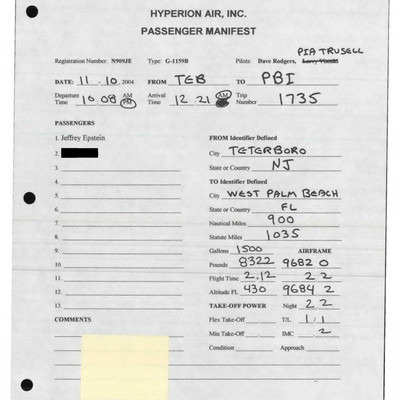 HYPERION AIR, INC.
PASSENGER MANIFEST
PIA TRUSELL
Registration Number: N909JE Type: G-1159B Pilots: Dave Rodgers, Larry Visoski
DATE: 11-10, 2004 FROM TEB TO PBI
Departure Time 10 08 AM PM Arrival Time 12 21 AM PM Trip Number 1735
PASSENGERS
1. Jeffrey Epstein FROM Identifier Defined
2. City TETERBORO
3. State or Country NJ
4. TO Identifier Defined
5. City WEST PALM BEACH
6. State or Country FL
7. Nautical Miles 900
8. Statute Miles 1035
9. Gallons 1500 AIRFRAME
10. Pounds 8322 9682 0
11. Flight Time 2.12 2 2
12. Altitude FL 430 9684 2
13. TAKE-OFF POWER Night 2 2
COMMENTS Flex Take-Off T/L 1/1
Min Take-Off IMC 2
Condition Approach